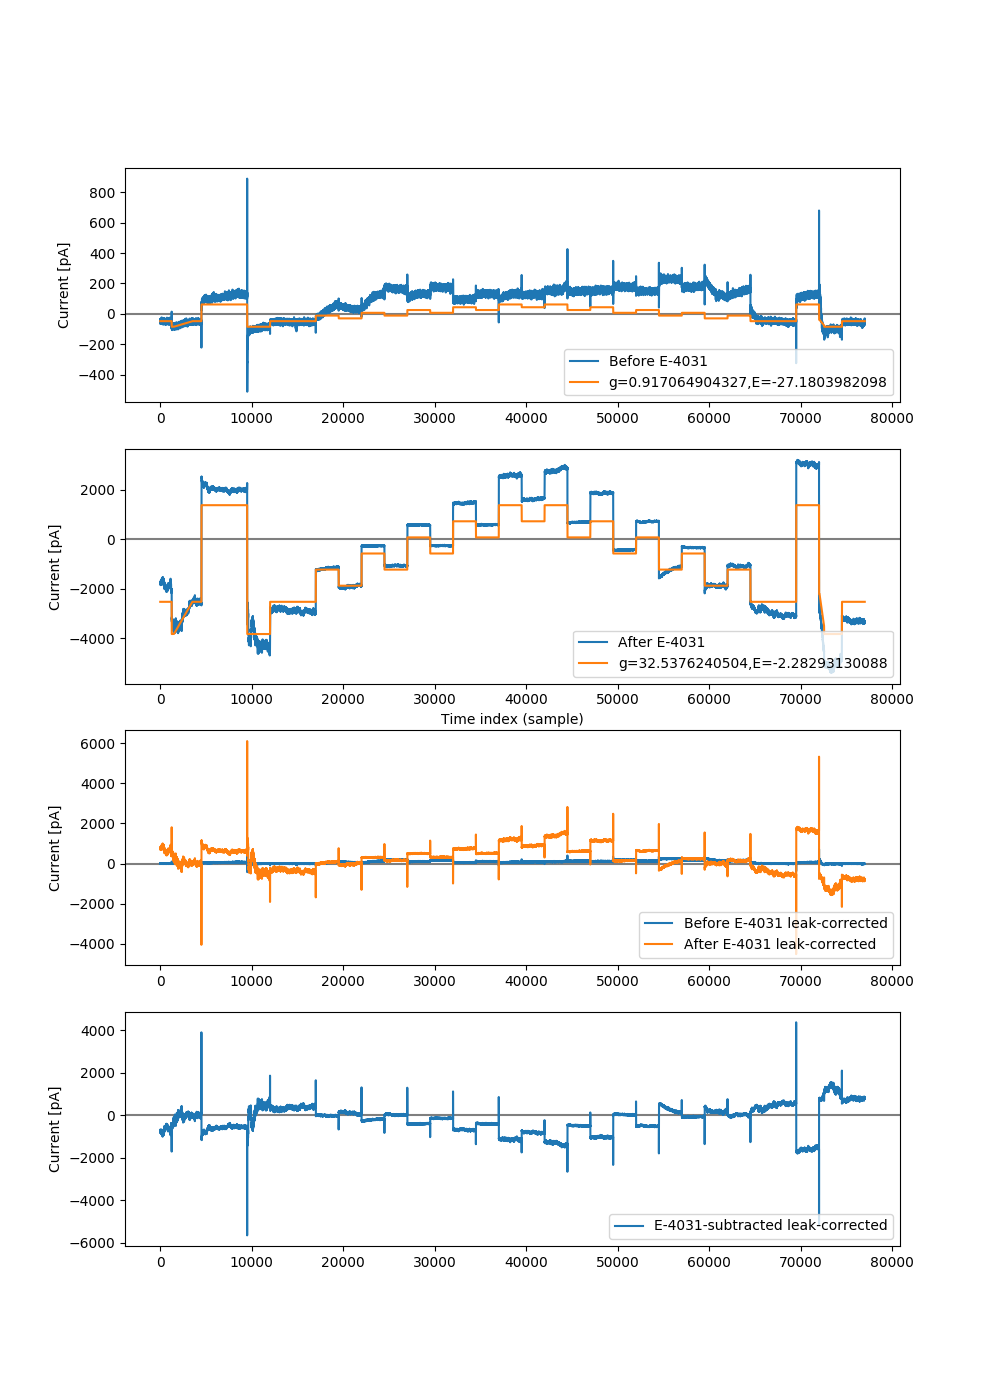 800
600
400
200
0
−200
−400
Current [pA]
Before E-4031
g=0.917064904327,E=-27.1803982098
0 10000 20000 30000 40000 50000 60000 70000 80000
2000
0
−2000
−4000
Current [pA]
After E-4031
g=32.5376240504,E=-2.28293130088
0 10000 20000 30000 40000 50000 60000 70000 80000
Time index (sample)
6000
4000
2000
0
−2000
−4000
Current [pA]
Before E-4031 leak-corrected
After E-4031 leak-corrected
0 10000 20000 30000 40000 50000 60000 70000 80000
4000
2000
0
−2000
−4000
−6000
Current [pA]
E-4031-subtracted leak-corrected
0 10000 20000 30000 40000 50000 60000 70000 80000